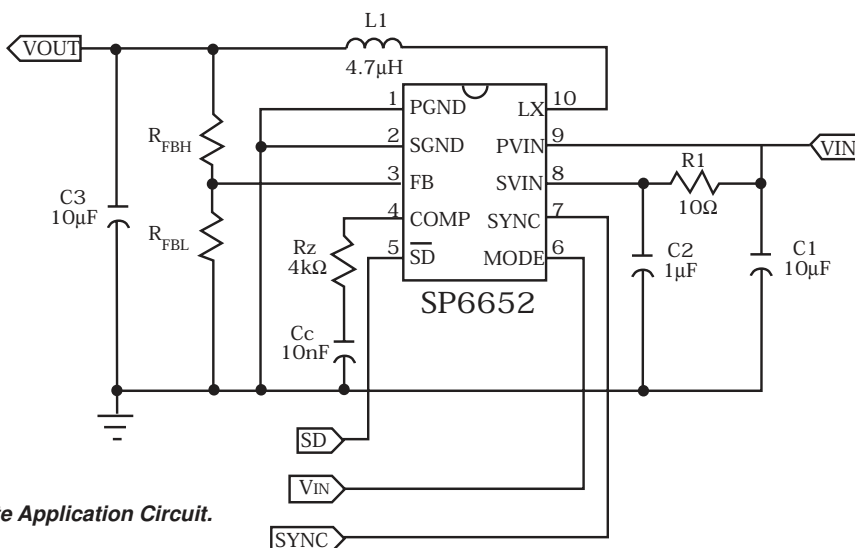 VOUT
L1
4.7µH
1
PGND
LX
10
2
SGND
PVIN
9
VIN
RFBH
3
FB
SVIN
8
R1
10Ω
C3
10µF
4
COMP
SYNC
7
RFBL
Rz
4kΩ
5
SD
MODE
6
C2
1µF
C1
10µF
SP6652
Cc
10nF
SD
VIN
Application Circuit.
SYNC